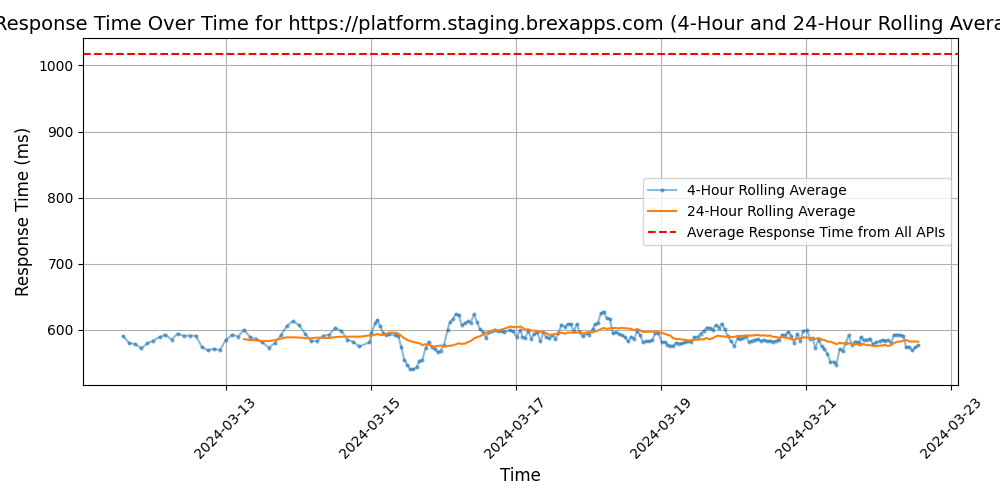 Response Time Over Time for https://platform.staging.brexapps.com (4-Hour and 24-Hour Rolling Avera
1000
900
800
700
600
Response Time (ms)
4-Hour Rolling Average
24-Hour Rolling Average
Average Response Time from All APIs
2024-03-13
2024-03-15
2024-03-17
2024-03-19
2024-03-21
2024-03-23
Time